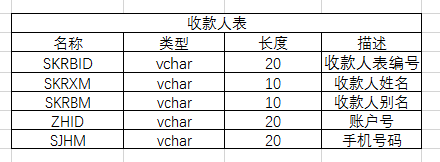 收款人表
名称 类型 长度 描述
SKRBID vchar 20 收款人表编号
SKRXM vchar 10 收款人姓名
SKRBM vchar 10 收款人别名
ZHID vchar 20 账户号
SJHM vchar 20 手机号码